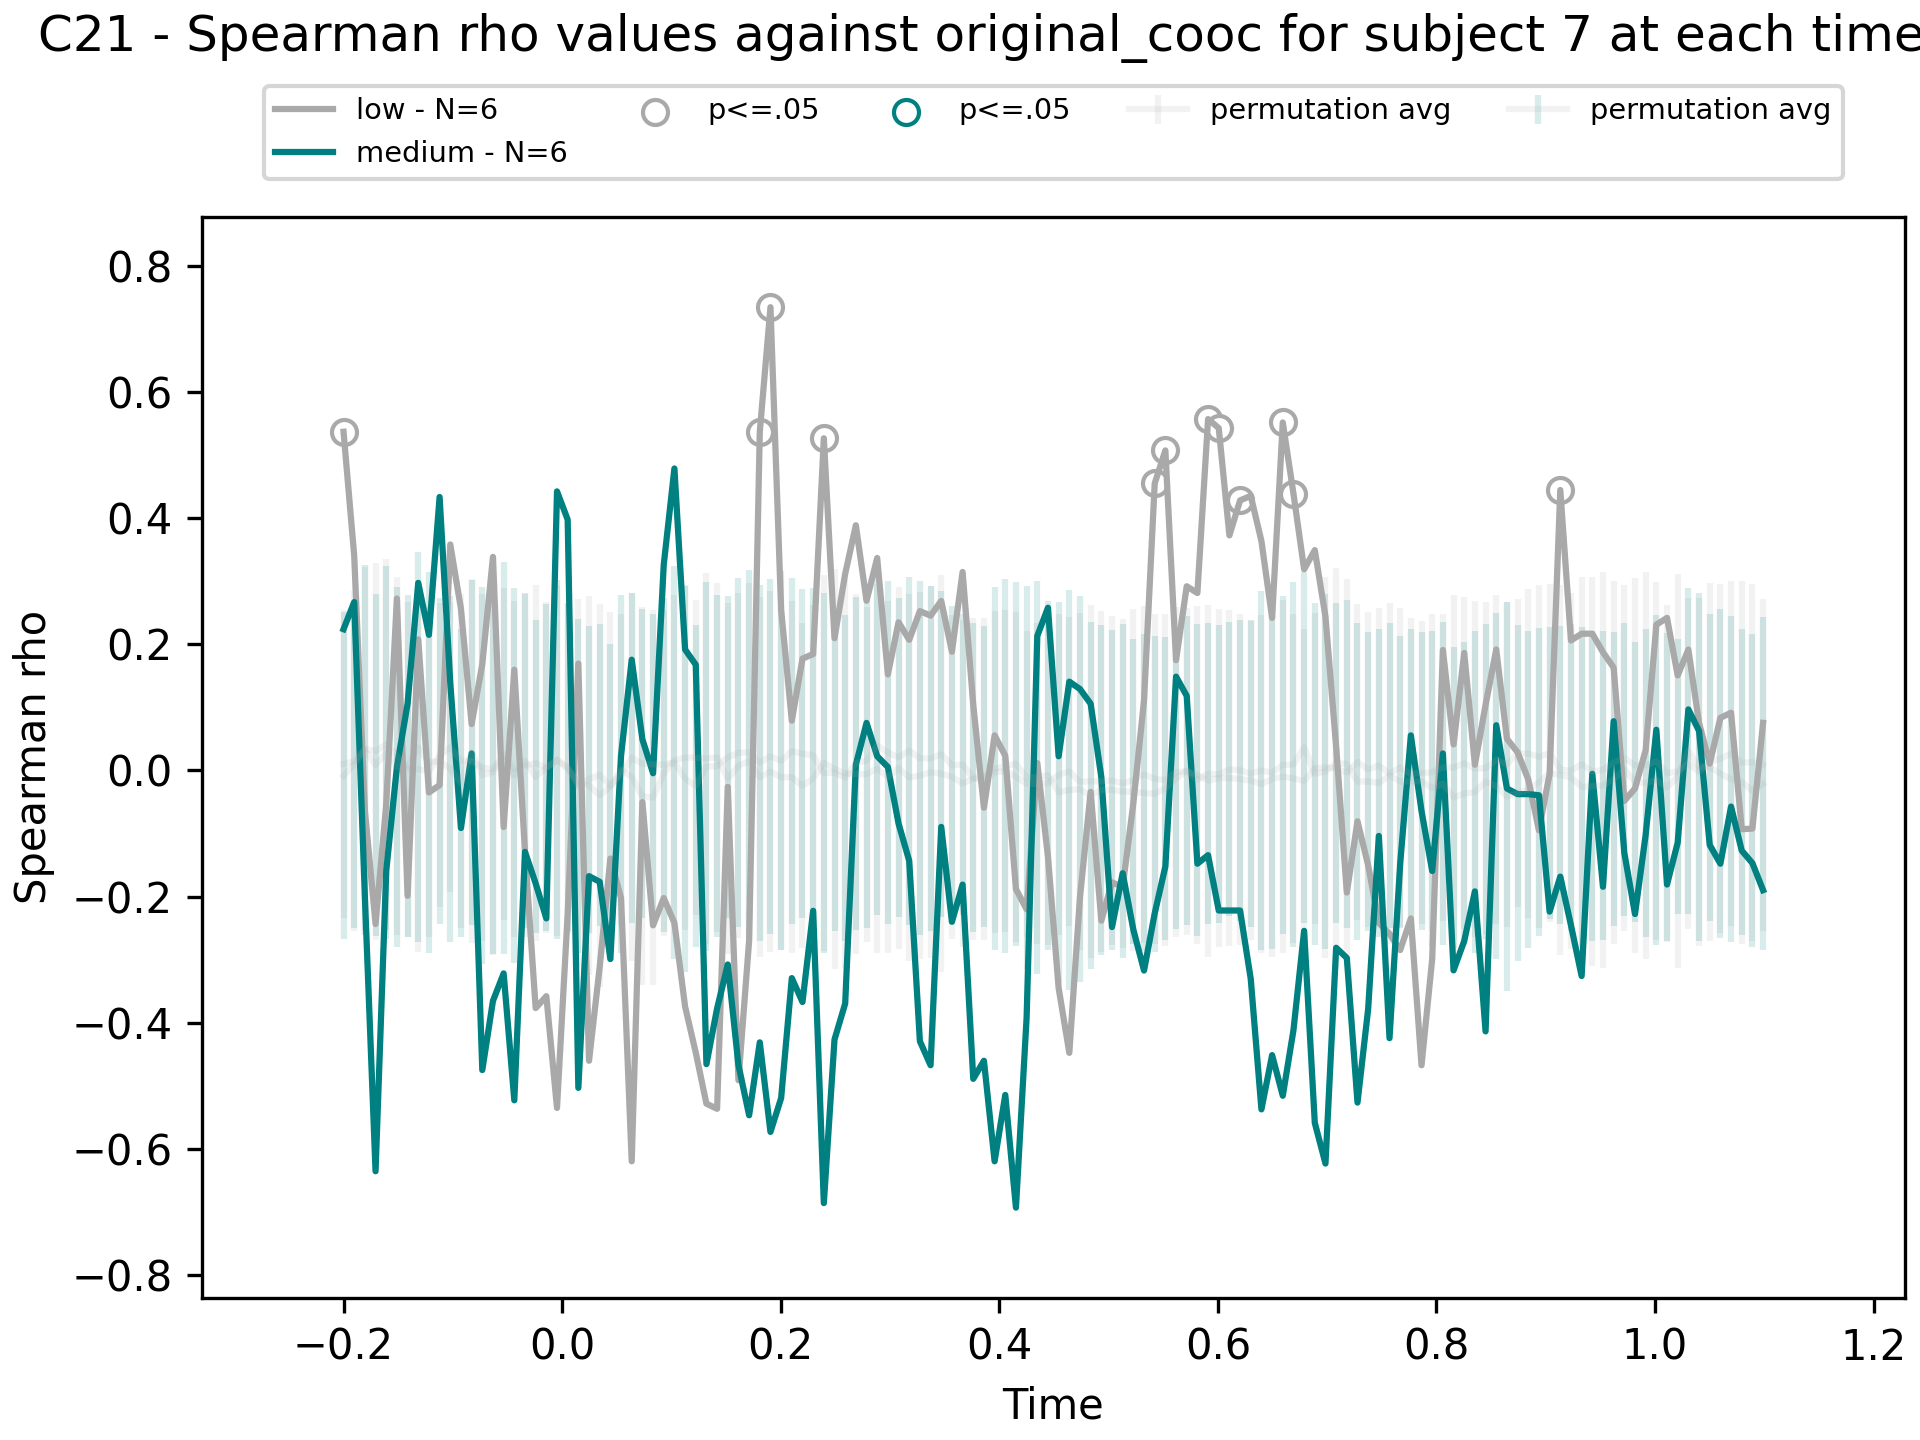 C21 - Spearman rho values against original_cooc for subject 7 at each time
low - N=6
medium - N=6
p<=.05
p<=.05
permutation avg
permutation avg
Spearman rho
0.8
0.6
0.4
0.2
0.0
−0.2
−0.4
−0.6
−0.8
−0.2
0.0
0.2
0.4
0.6
0.8
1.0
1.2
Time